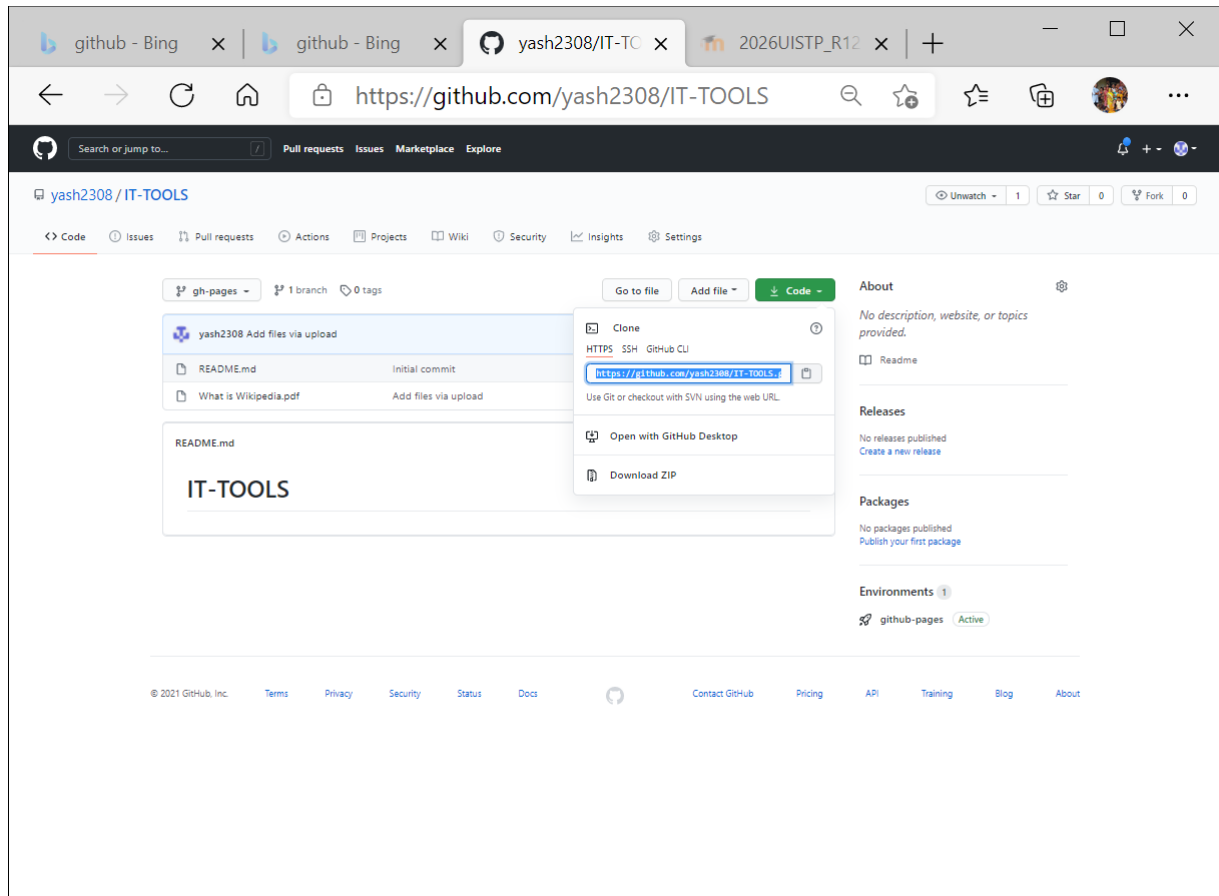 github - Bing
github - Bing
yash2308/IT-TO
2026UISTP_R12
https://github.com/yash2308/IT-TOOLS
Search or jump to... /
Pull requests Issues Marketplace Explore
yash2308 / IT-TOOLS
Unwatch 1 Star 0 Fork 0
Code Issues Pull requests Actions Projects Wiki Security Insights Settings
gh-pages 1 branch 0 tags Go to file Add file Code
yash2308 Add files via upload
README.md Initial commit
What is Wikipedia.pdf Add files via upload
README.md
IT-TOOLS
Clone
HTTPS SSH GitHub CLI
https://github.com/yash2308/IT-TOOLS.g
Use Git or checkout with SVN using the web URL.
Open with GitHub Desktop
Download ZIP
About
No description, website, or topics
provided.
Readme
Releases
No releases published
Create a new release
Packages
No packages published
Publish your first package
Environments 1
github-pages Active
© 2021 GitHub, Inc. Terms Privacy Security Status Docs Contact GitHub Pricing API Training Blog About